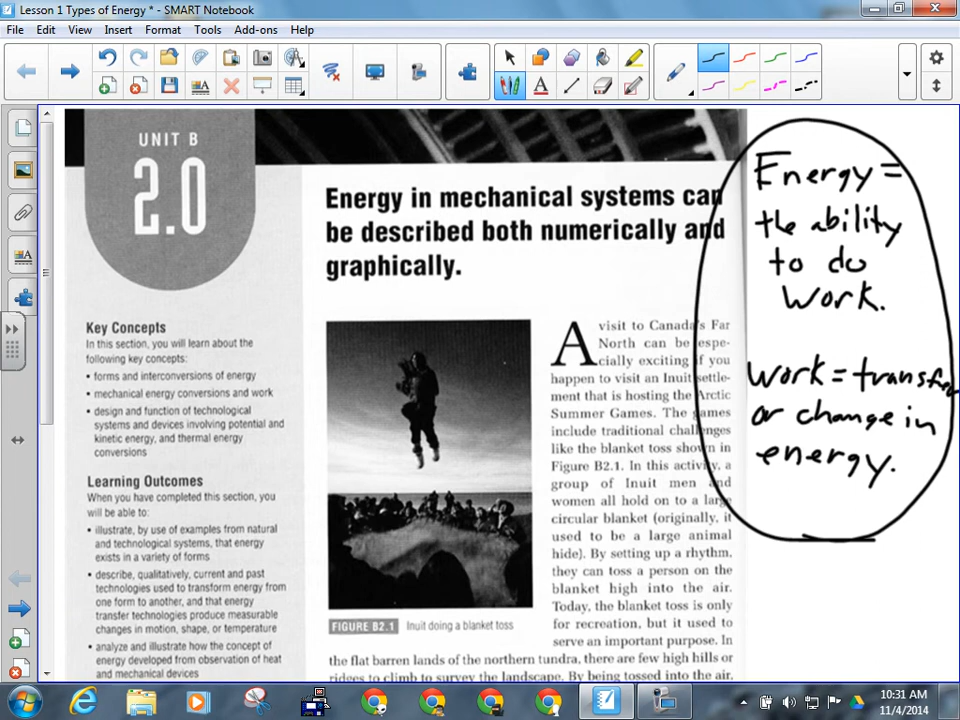 Lesson 1 Types of Energy * - SMART Notebook
File Edit View Insert Format Tools Add-ons Help
UNIT B
2.0
Energy in mechanical systems can
be described both numerically and
graphically.
Key Concepts
In this section, you will learn about the
following key concepts:
• forms and interconversions of energy
• mechanical energy conversions and work
• design and function of technological
systems and devices involving potential and
kinetic energy, and thermal energy
conversions
Learning Outcomes
When you have completed this section, you
will be able to:
• illustrate, by use of examples from natural
and technological systems, that energy
exists in a variety of forms
• describe, qualitatively, current and past
technologies used to transform energy from
one form to another, and that energy
transfer technologies produce measurable
changes in motion, shape, or temperature
• analyze and illustrate how the concept of
energy developed from observation of heat
and mechanical devices
FIGURE B2.1 Inuit doing a blanket toss
A visit to Canada's Far
North can be espe-
cially exciting if you
happen to visit an Inuit settle-
ment that is hosting the Arctic
Summer Games. The games
include traditional challenges
like the blanket toss shown in
Figure B2.1. In this activity, a
group of Inuit men and
women all hold on to a large
circular blanket (originally, it
used to be a large animal
hide). By setting up a rhythm,
they can toss a person on the
blanket high into the air.
Today, the blanket toss is only
for recreation, but it used to
serve an important purpose. In
the flat barren lands of the northern tundra, there are few high hills or
ridges to climb to survey the landscape. By being tossed into the air,
Energy =
the ability
to do
work.
work = transfer
or change in
energy.
10:31 AM
11/4/2014